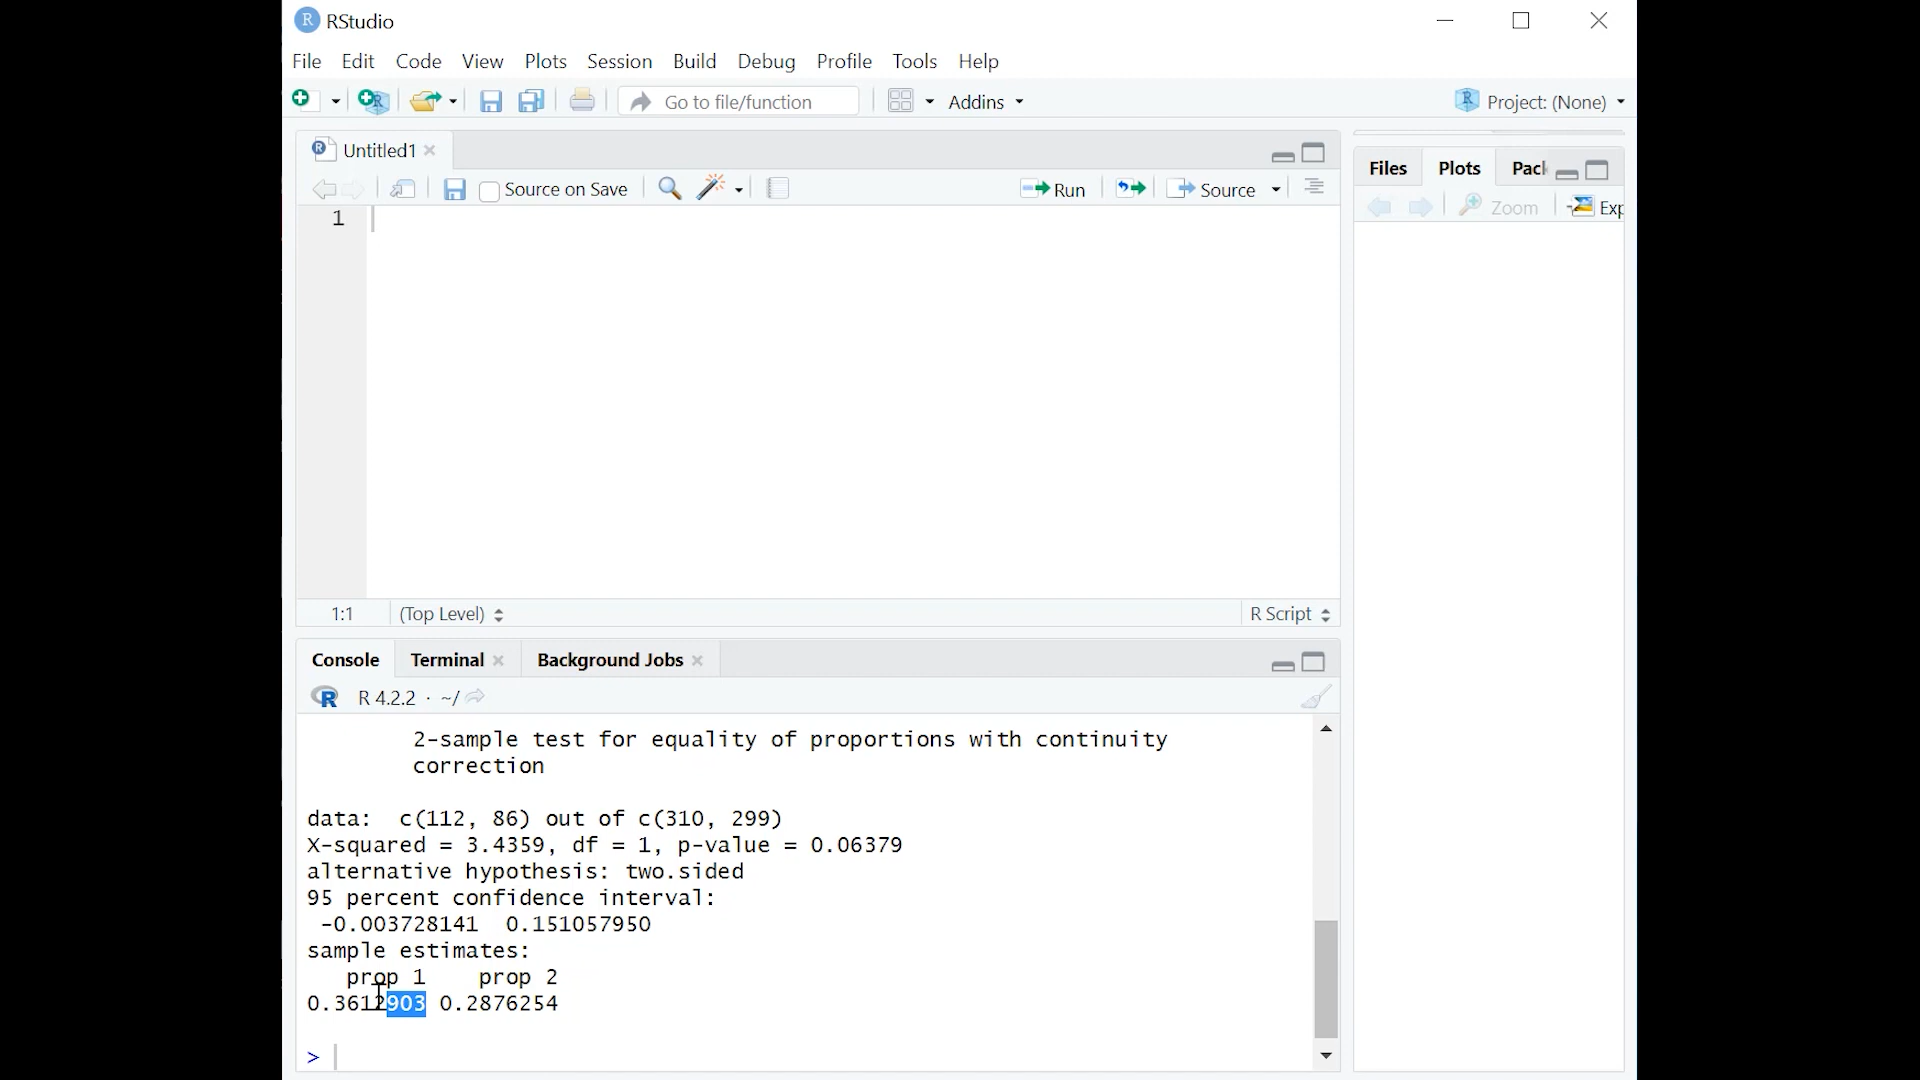 RStudio
File Edit Code View Plots Session Build Debug Profile Tools Help
Go to file/function Addins Project: (None)
Untitled1
Source on Save Run Source
1
1:1 (Top Level) R Script
Files Plots Pack
Zoom Exp
Console Terminal Background Jobs
R 4.2.2 · ~/
2-sample test for equality of proportions with continuity
correction
data:  c(112, 86) out of c(310, 299)
X-squared = 3.4359, df = 1, p-value = 0.06379
alternative hypothesis: two.sided
95 percent confidence interval:
-0.003728141  0.151057950
sample estimates:
prop 1    prop 2
0.3612903 0.2876254
>